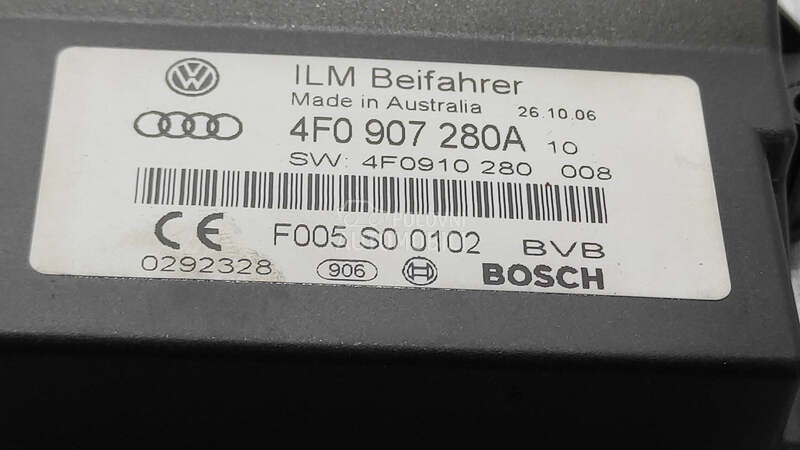 ILM Beifahrer
Made in Australia 26.10.06
4F0 907 280A 10
SW: 4F0910 280 008
F005 S0 0102 BVB
0292328 906 BOSCH